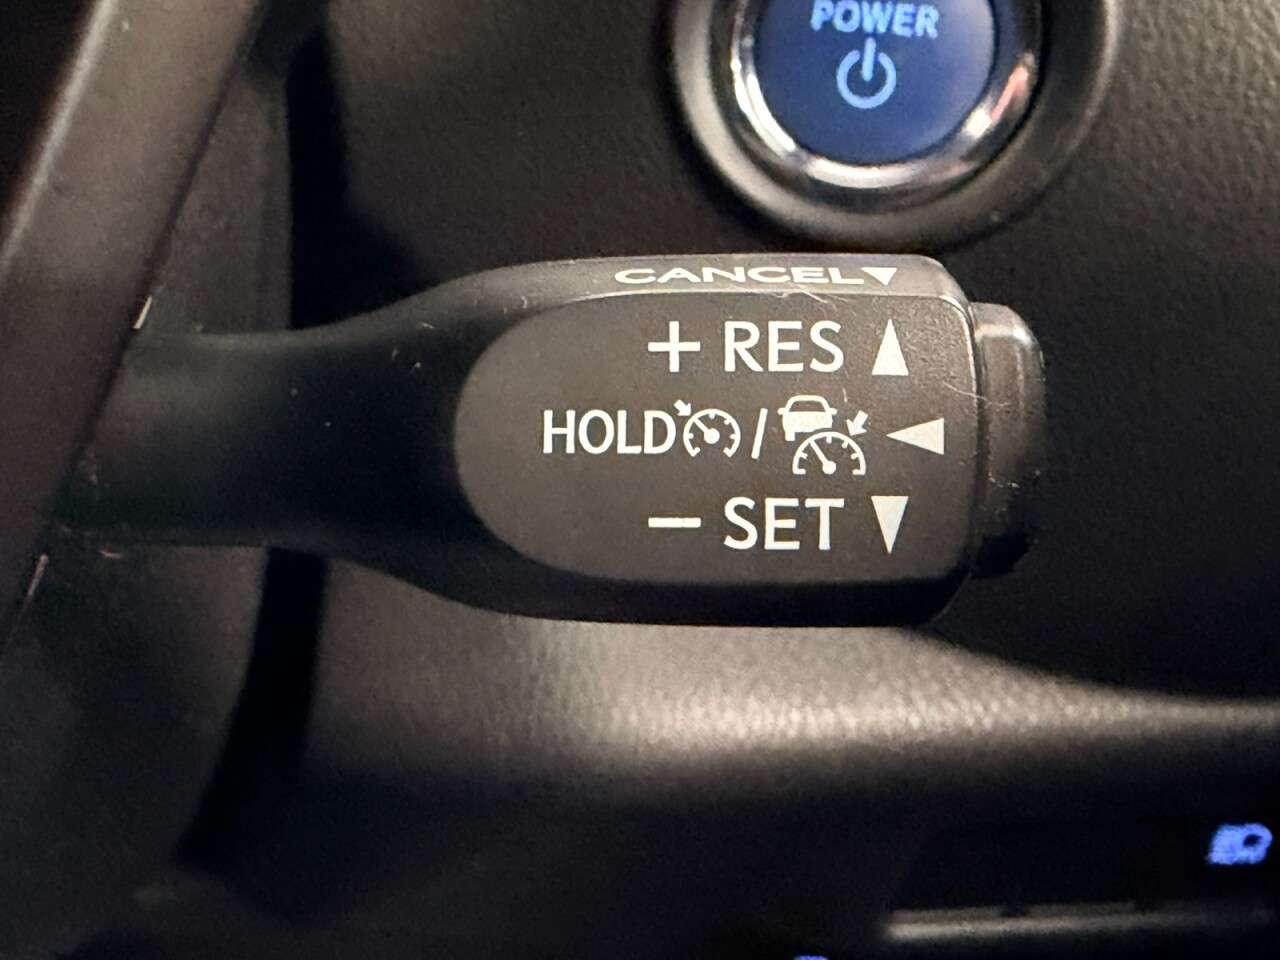 POWER
CANCEL▼
+ RES ▲
HOLD / ◀
− SET ▼